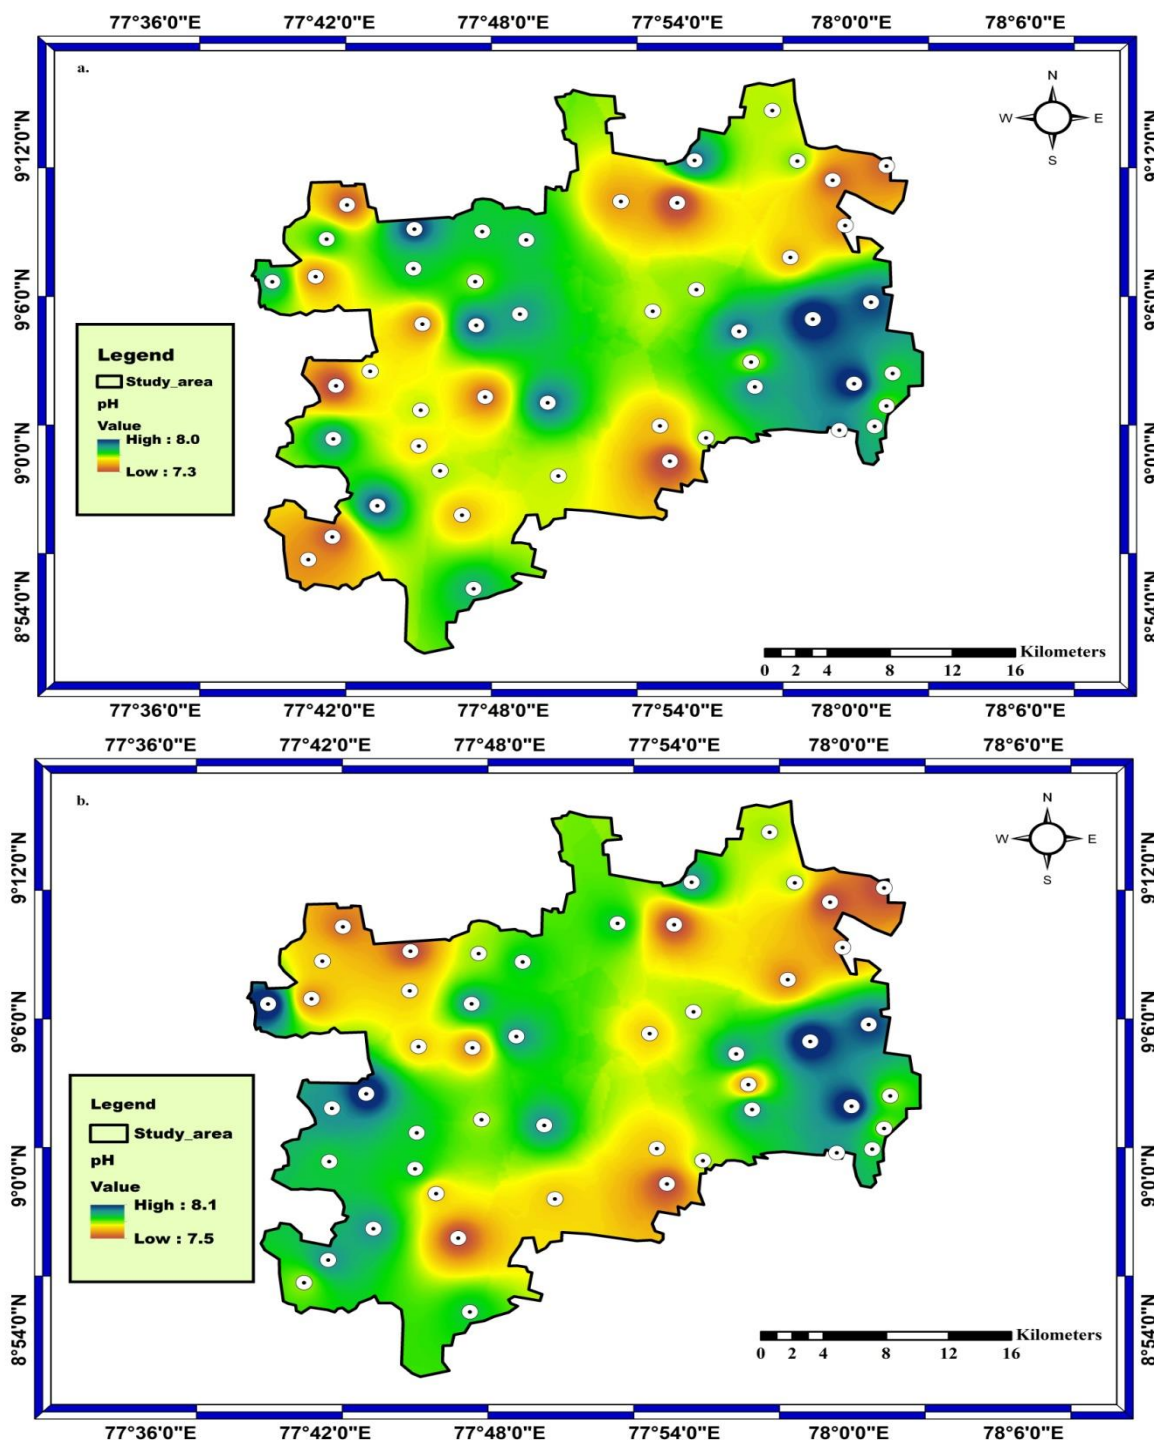 77°36'0"E 77°42'0"E 77°48'0"E 77°54'0"E 78°0'0"E 78°6'0"E
a.
N
W E
S
9°12'0"N 9°12'0"N
9°6'0"N 9°6'0"N
Legend
Study_area
pH
Value
High : 8.0
Low : 7.3
9°0'0"N 9°0'0"N
8°54'0"N 8°54'0"N
Kilometers
0 2 4 8 12 16
77°36'0"E 77°42'0"E 77°48'0"E 77°54'0"E 78°0'0"E 78°6'0"E
77°36'0"E 77°42'0"E 77°48'0"E 77°54'0"E 78°0'0"E 78°6'0"E
b.
N
W E
S
9°12'0"N 9°12'0"N
9°6'0"N 9°6'0"N
Legend
Study_area
pH
Value
High : 8.1
Low : 7.5
9°0'0"N 9°0'0"N
8°54'0"N 8°54'0"N
Kilometers
0 2 4 8 12 16
77°36'0"E 77°42'0"E 77°48'0"E 77°54'0"E 78°0'0"E 78°6'0"E